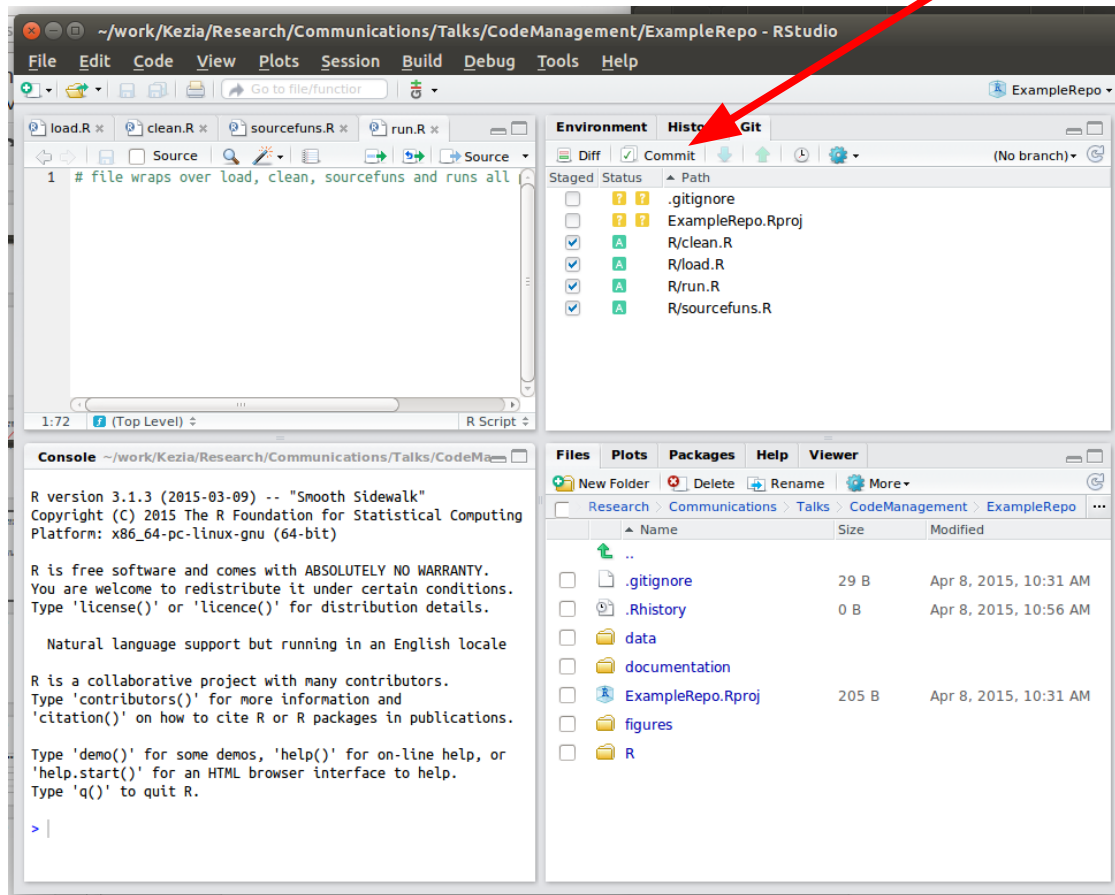 ~/work/Kezia/Research/Communications/Talks/CodeManagement/ExampleRepo - RStudio
File Edit Code View Plots Session Build Debug Tools Help
Go to file/function
ExampleRepo
load.R clean.R sourcefuns.R run.R
Source Source
1 # file wraps over load, clean, sourcefuns and runs all
1:72 (Top Level) R Script
Environment Git
Diff Commit (No branch)
Staged Status Path
? ? .gitignore
? ? ExampleRepo.Rproj
A R/clean.R
A R/load.R
A R/run.R
A R/sourcefuns.R
Console ~/work/Kezia/Research/Communications/Talks/CodeMa
R version 3.1.3 (2015-03-09) -- "Smooth Sidewalk"
Copyright (C) 2015 The R Foundation for Statistical Computing
Platform: x86_64-pc-linux-gnu (64-bit)
R is free software and comes with ABSOLUTELY NO WARRANTY.
You are welcome to redistribute it under certain conditions.
Type 'license()' or 'licence()' for distribution details.
Natural language support but running in an English locale
R is a collaborative project with many contributors.
Type 'contributors()' for more information and
'citation()' on how to cite R or R packages in publications.
Type 'demo()' for some demos, 'help()' for on-line help, or
'help.start()' for an HTML browser interface to help.
Type 'q()' to quit R.
>
Files Plots Packages Help Viewer
New Folder Delete Rename More
Research > Communications > Talks > CodeManagement > ExampleRepo ...
Name Size Modified
..
.gitignore 29 B Apr 8, 2015, 10:31 AM
.Rhistory 0 B Apr 8, 2015, 10:56 AM
data
documentation
ExampleRepo.Rproj 205 B Apr 8, 2015, 10:31 AM
figures
R